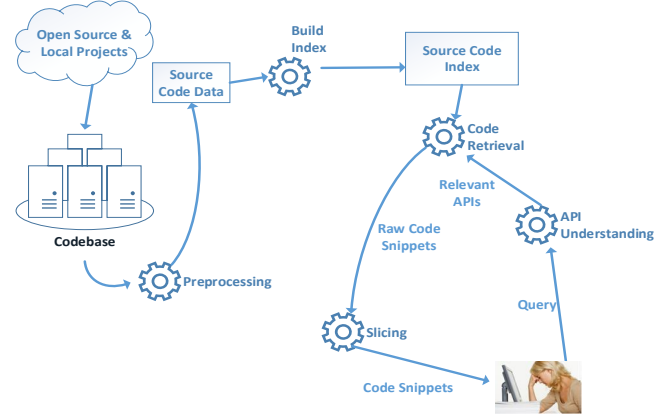 Open Source &
Local Projects
Build
Index
Source Code
Index
Source
Code Data
Code
Retrieval
Relevant
APIs
API
Understanding
Raw Code
Snippets
Codebase
Preprocessing
Query
Slicing
Code Snippets